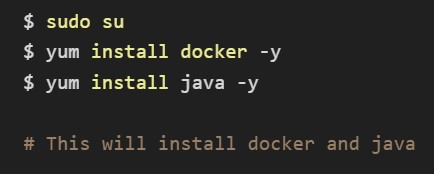 $ sudo su
$ yum install docker -y
$ yum install java -y
# This will install docker and java